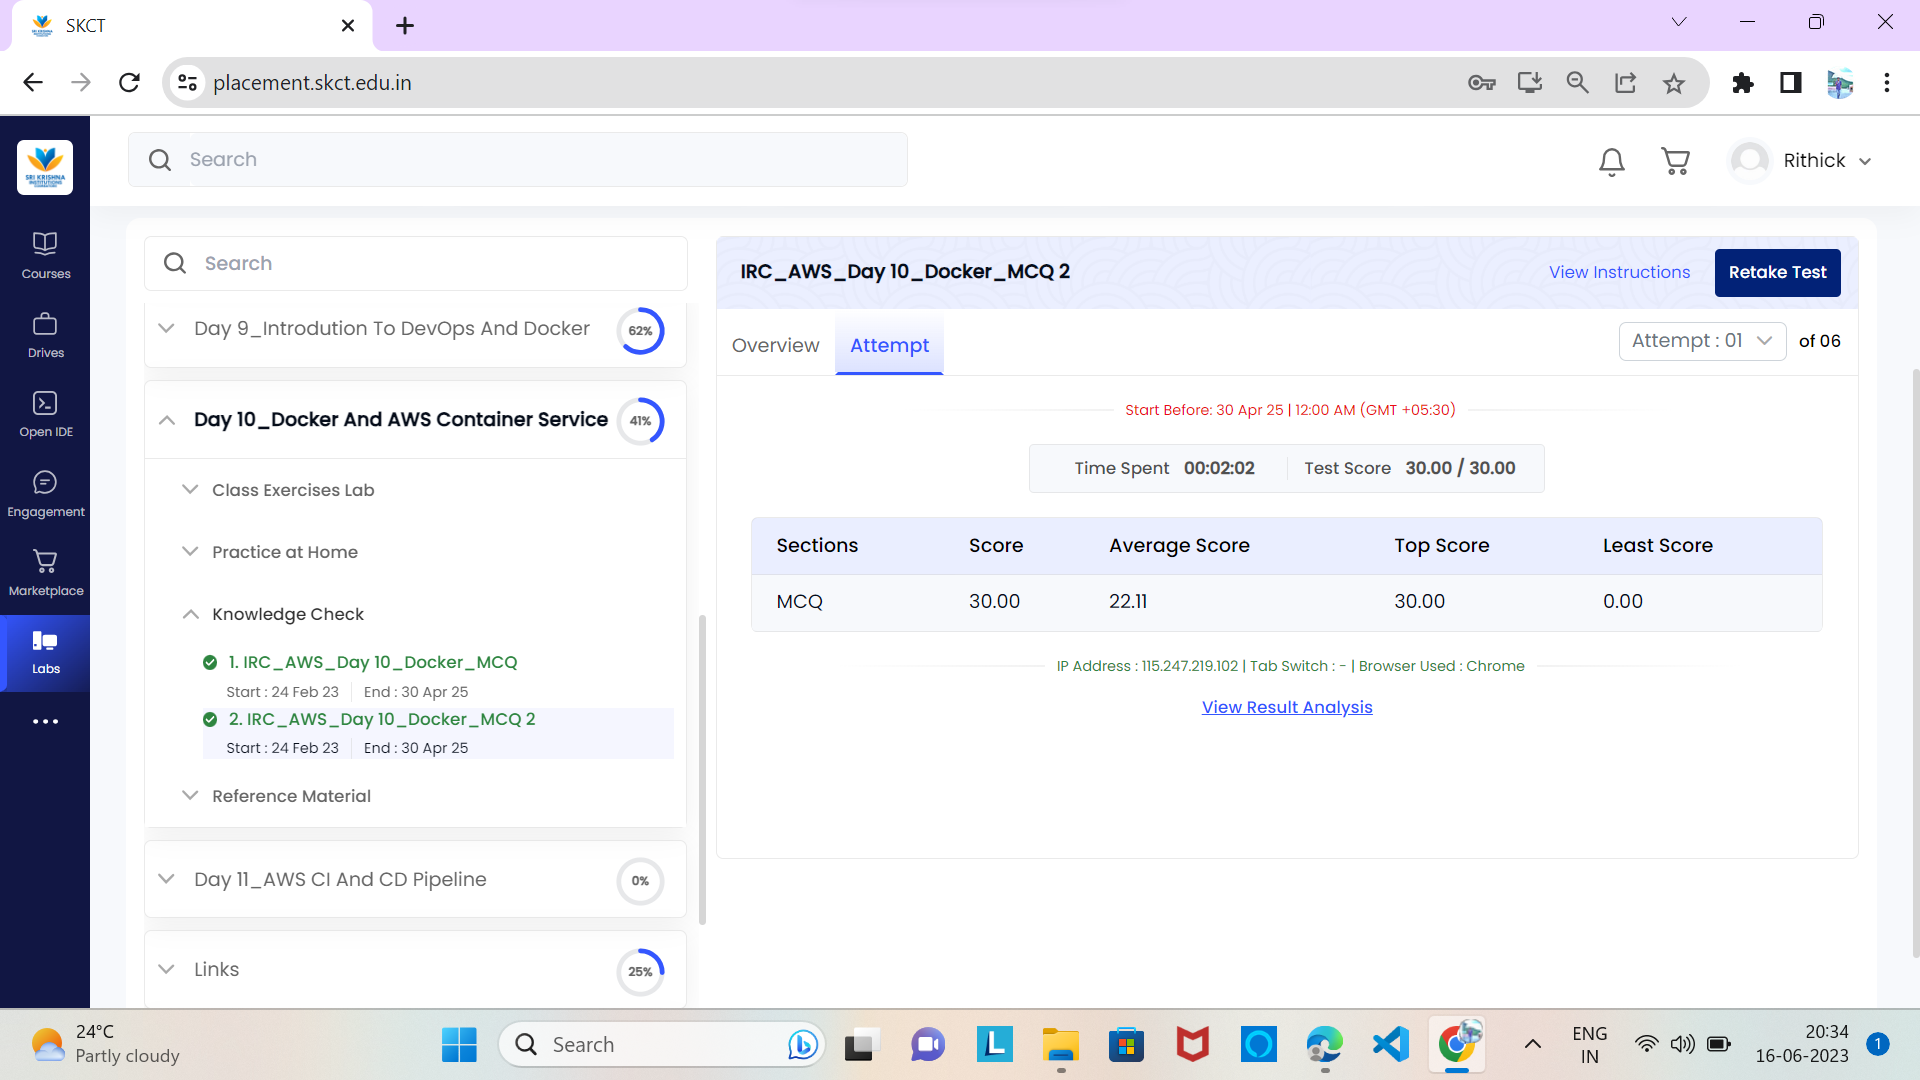 SKCT
placement.skct.edu.in
SRI KRISHNA
INSTITUTIONS
Search
Rithick
Courses
Drives
Open IDE
Engagement
Marketplace
Labs
Search
Day 9_Introdution To DevOps And Docker
62%
Day 10_Docker And AWS Container Service
41%
Class Exercises Lab
Practice at Home
Knowledge Check
1. IRC_AWS_Day 10_Docker_MCQ
Start : 24 Feb 23 | End : 30 Apr 25
2. IRC_AWS_Day 10_Docker_MCQ 2
Start : 24 Feb 23 | End : 30 Apr 25
Reference Material
Day 11_AWS CI And CD Pipeline
0%
Links
25%
IRC_AWS_Day 10_Docker_MCQ 2
View Instructions
Retake Test
Overview
Attempt
Attempt : 01
of 06
Start Before: 30 Apr 25 | 12:00 AM (GMT +05:30)
Time Spent 00:02:02 | Test Score 30.00 / 30.00
Sections Score Average Score Top Score Least Score
MCQ 30.00 22.11 30.00 0.00
IP Address : 115.247.219.102 | Tab Switch : - | Browser Used : Chrome
View Result Analysis
24°C
Partly cloudy
Search
ENG
IN
20:34
16-06-2023
1